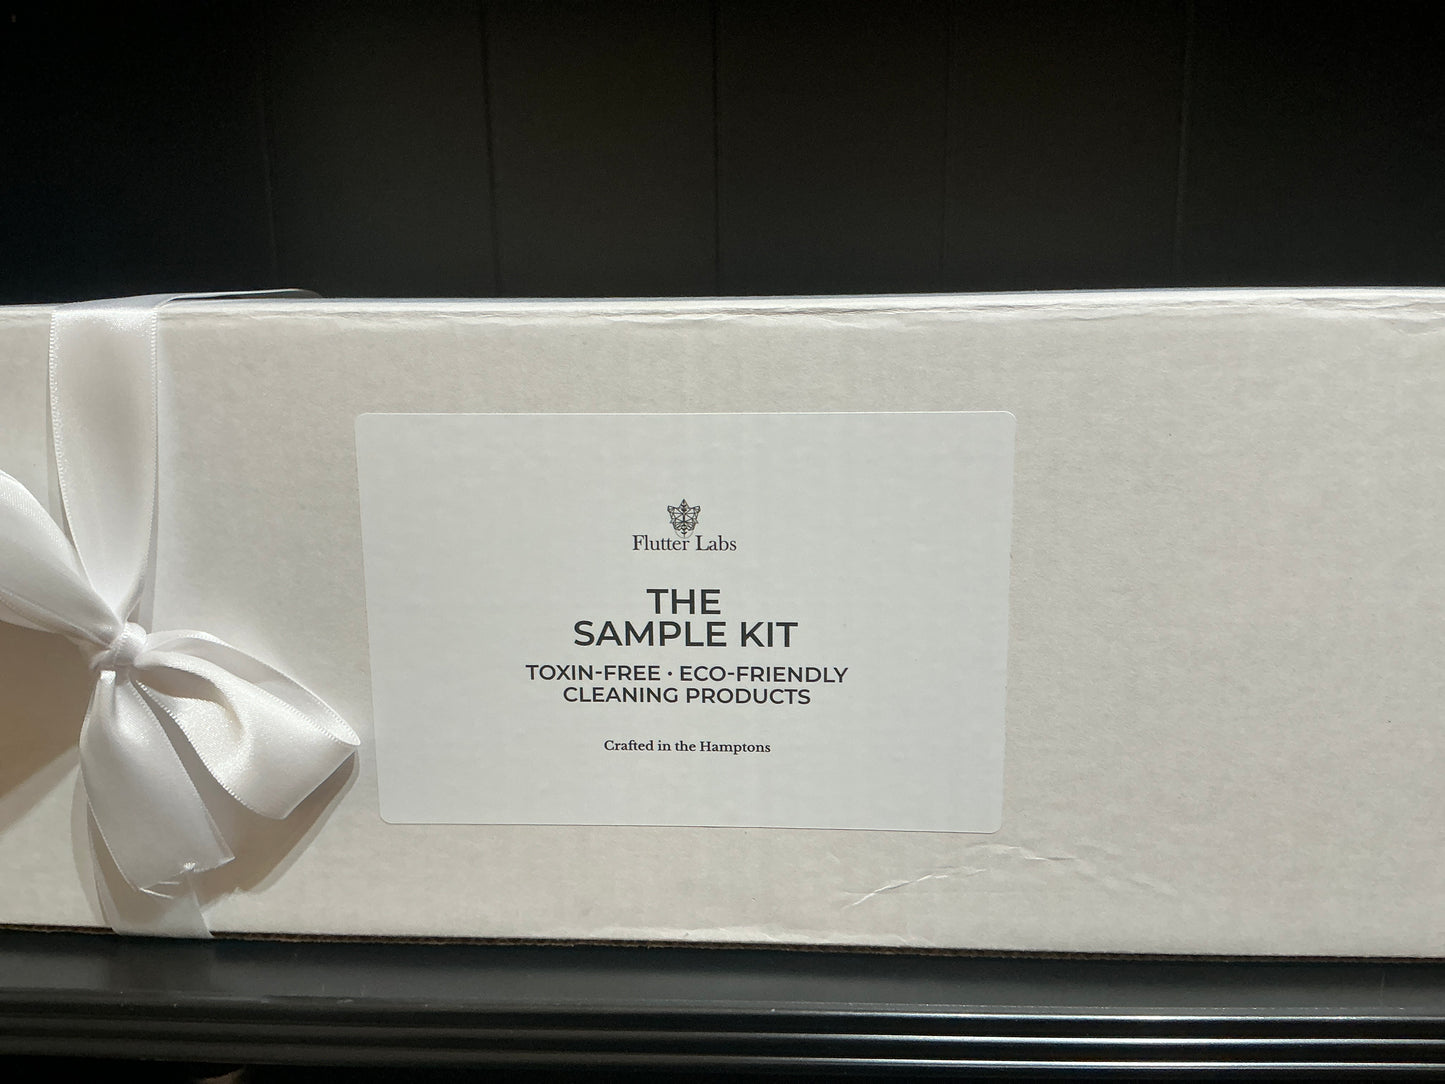 Flutter Labs
THE
SAMPLE KIT
TOXIN-FREE · ECO-FRIENDLY
CLEANING PRODUCTS
Crafted in the Hamptons